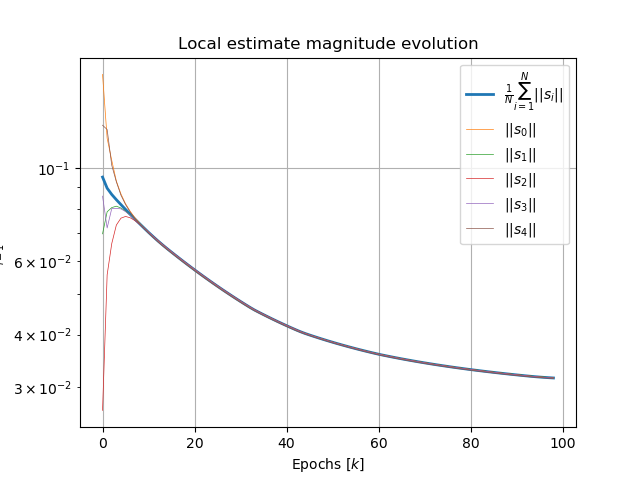 Local estimate magnitude evolution
$\frac{1}{N}\sum_{i=1}^{N}||s_i||$
$||s_0||$
$||s_1||$
$||s_2||$
$||s_3||$
$||s_4||$
$10^{-1}$
$6 \times 10^{-2}$
$4 \times 10^{-2}$
$3 \times 10^{-2}$
0 20 40 60 80 100
Epochs [$k$]